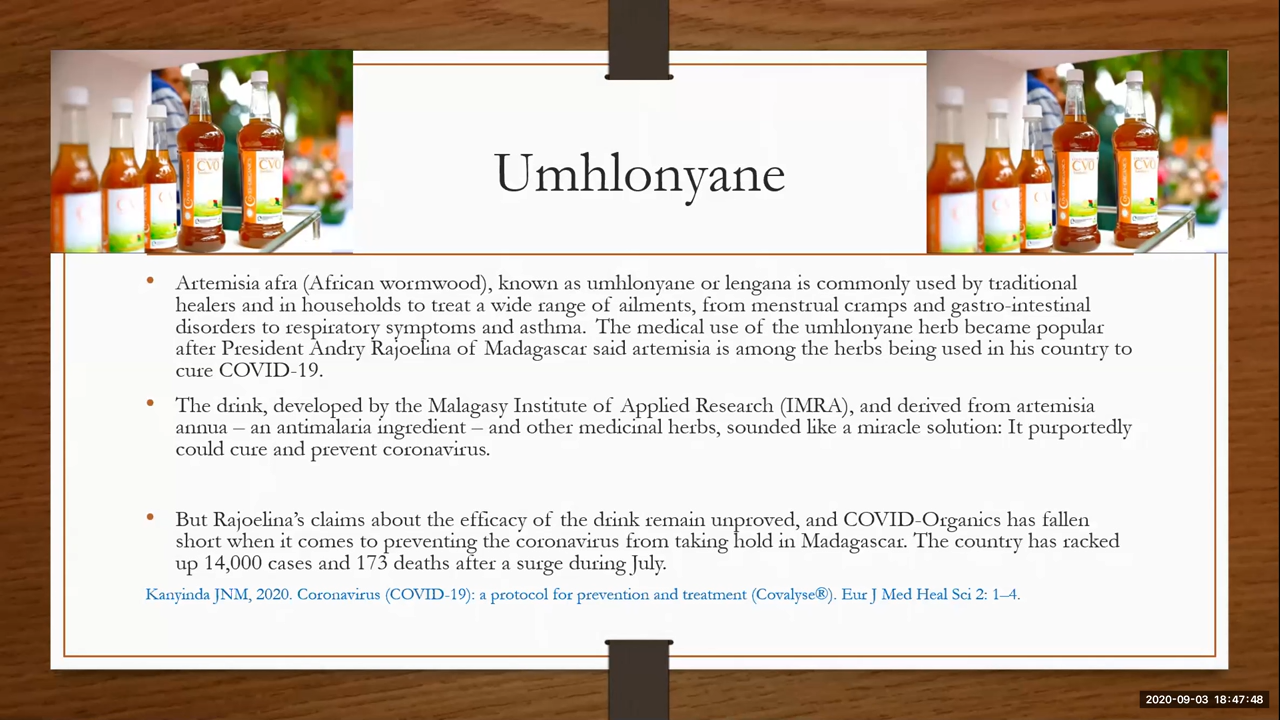 Umhlonyane
CVO
CVO
CVO
CVO
• Artemisia afra (African wormwood), known as umhlonyane or lengana is commonly used by traditional
healers and in households to treat a wide range of ailments, from menstrual cramps and gastro-intestinal
disorders to respiratory symptoms and asthma. The medical use of the umhlonyane herb became popular
after President Andry Rajoelina of Madagascar said artemisia is among the herbs being used in his country to
cure COVID-19.
• The drink, developed by the Malagasy Institute of Applied Research (IMRA), and derived from artemisia
annua – an antimalaria ingredient – and other medicinal herbs, sounded like a miracle solution: It purportedly
could cure and prevent coronavirus.
• But Rajoelina’s claims about the efficacy of the drink remain unproved, and COVID-Organics has fallen
short when it comes to preventing the coronavirus from taking hold in Madagascar. The country has racked
up 14,000 cases and 173 deaths after a surge during July.
Kanyinda JNM, 2020. Coronavirus (COVID-19): a protocol for prevention and treatment (Covalyse®). Eur J Med Heal Sci 2: 1–4.
2020-09-03 18:47:48